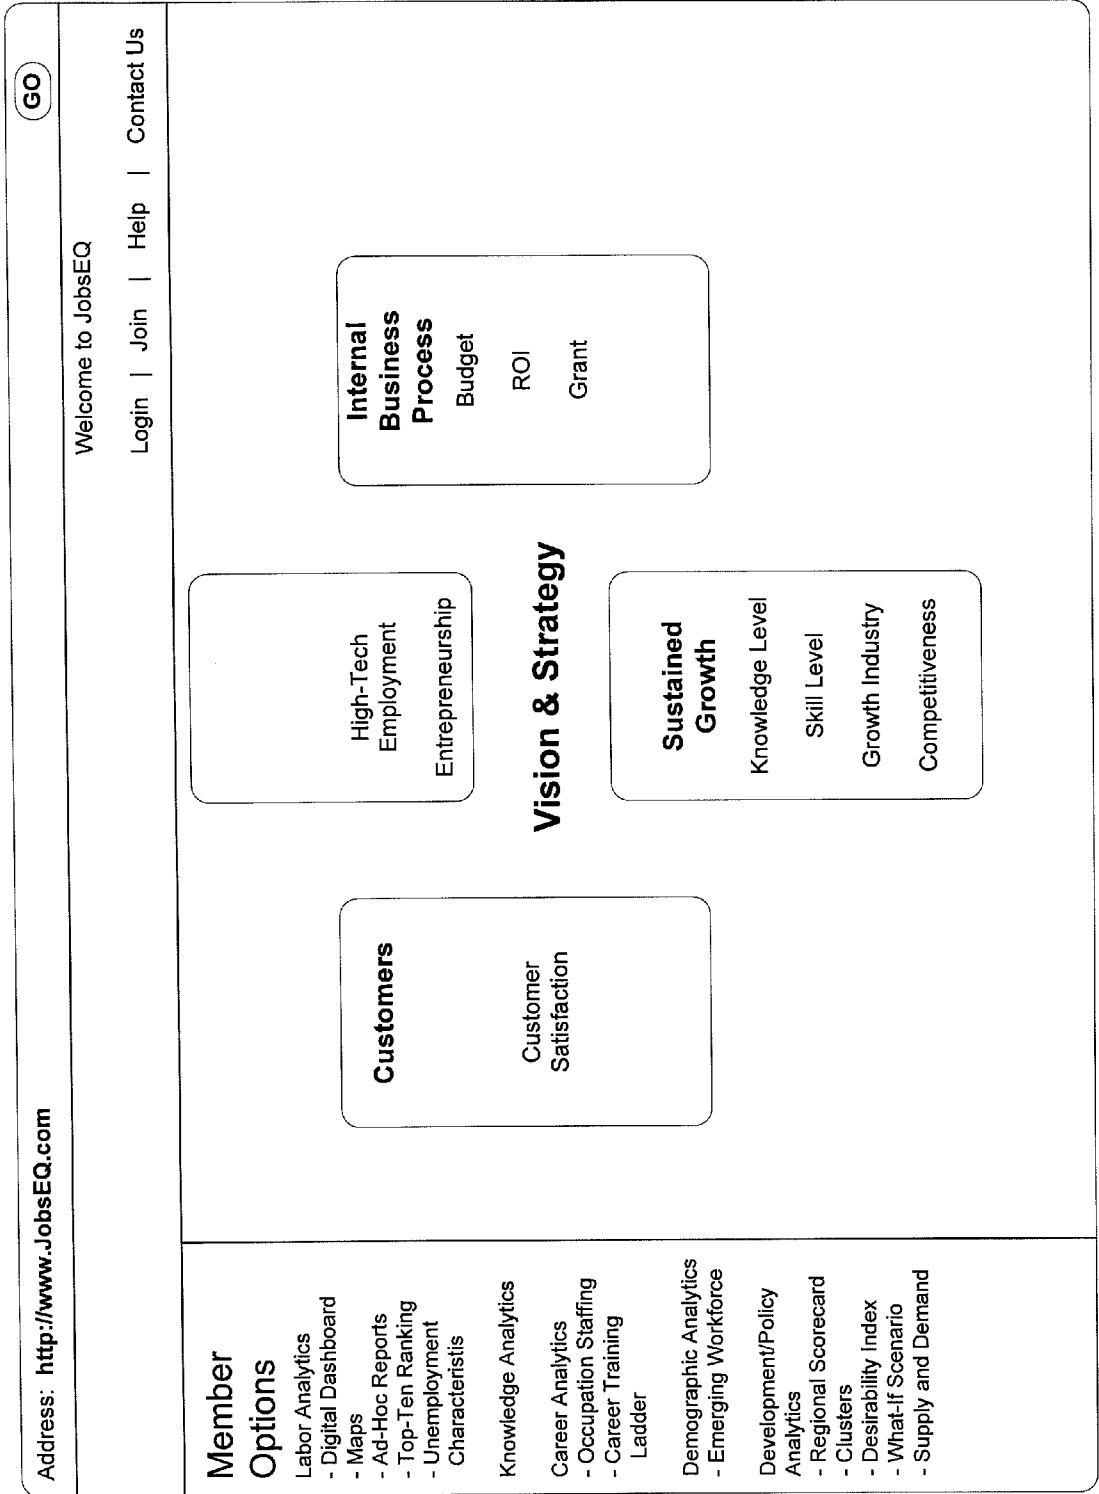 Address: http://www.JobsEQ.com
GO
Welcome to JobsEQ
Login | Join | Help | Contact Us
Member
Options
Labor Analytics
- Digital Dashboard
- Maps
- Ad-Hoc Reports
- Top-Ten Ranking
- Unemployment
Characteristis
Knowledge Analytics
Career Analytics
- Occupation Staffing
- Career Training
Ladder
Demographic Analytics
- Emerging Workforce
Development/Policy
Analytics
- Regional Scorecard
- Clusters
- Desirability Index
- What-If Scenario
- Supply and Demand
High-Tech
Employment
Entrepreneurship
Customers
Customer
Satisfaction
Vision & Strategy
Internal
Business
Process
Budget
ROI
Grant
Sustained
Growth
Knowledge Level
Skill Level
Growth Industry
Competitiveness